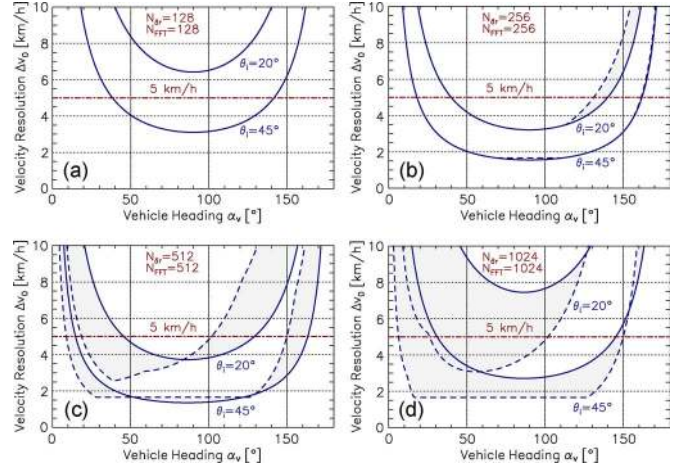 N_δr=128
N_FFT=128
θ_i=20°
5 km/h
θ_i=45°
(a)
10
8
6
4
2
0
Velocity Resolution Δv_D [km/h]
0 50 100 150
Vehicle Heading α_v [°]
N_δr=256
N_FFT=256
5 km/h
θ_i=20°
θ_i=45°
(b)
10
8
6
4
2
0
Velocity Resolution Δv_D [km/h]
0 50 100 150
Vehicle Heading α_v [°]
N_δr=512
N_FFT=512
5 km/h
θ_i=20°
θ_i=45°
(c)
10
8
6
4
2
0
Velocity Resolution Δv_D [km/h]
0 50 100 150
Vehicle Heading α_v [°]
N_δr=1024
N_FFT=1024
θ_i=20°
5 km/h
θ_i=45°
(d)
10
8
6
4
2
0
Velocity Resolution Δv_D [km/h]
0 50 100 150
Vehicle Heading α_v [°]